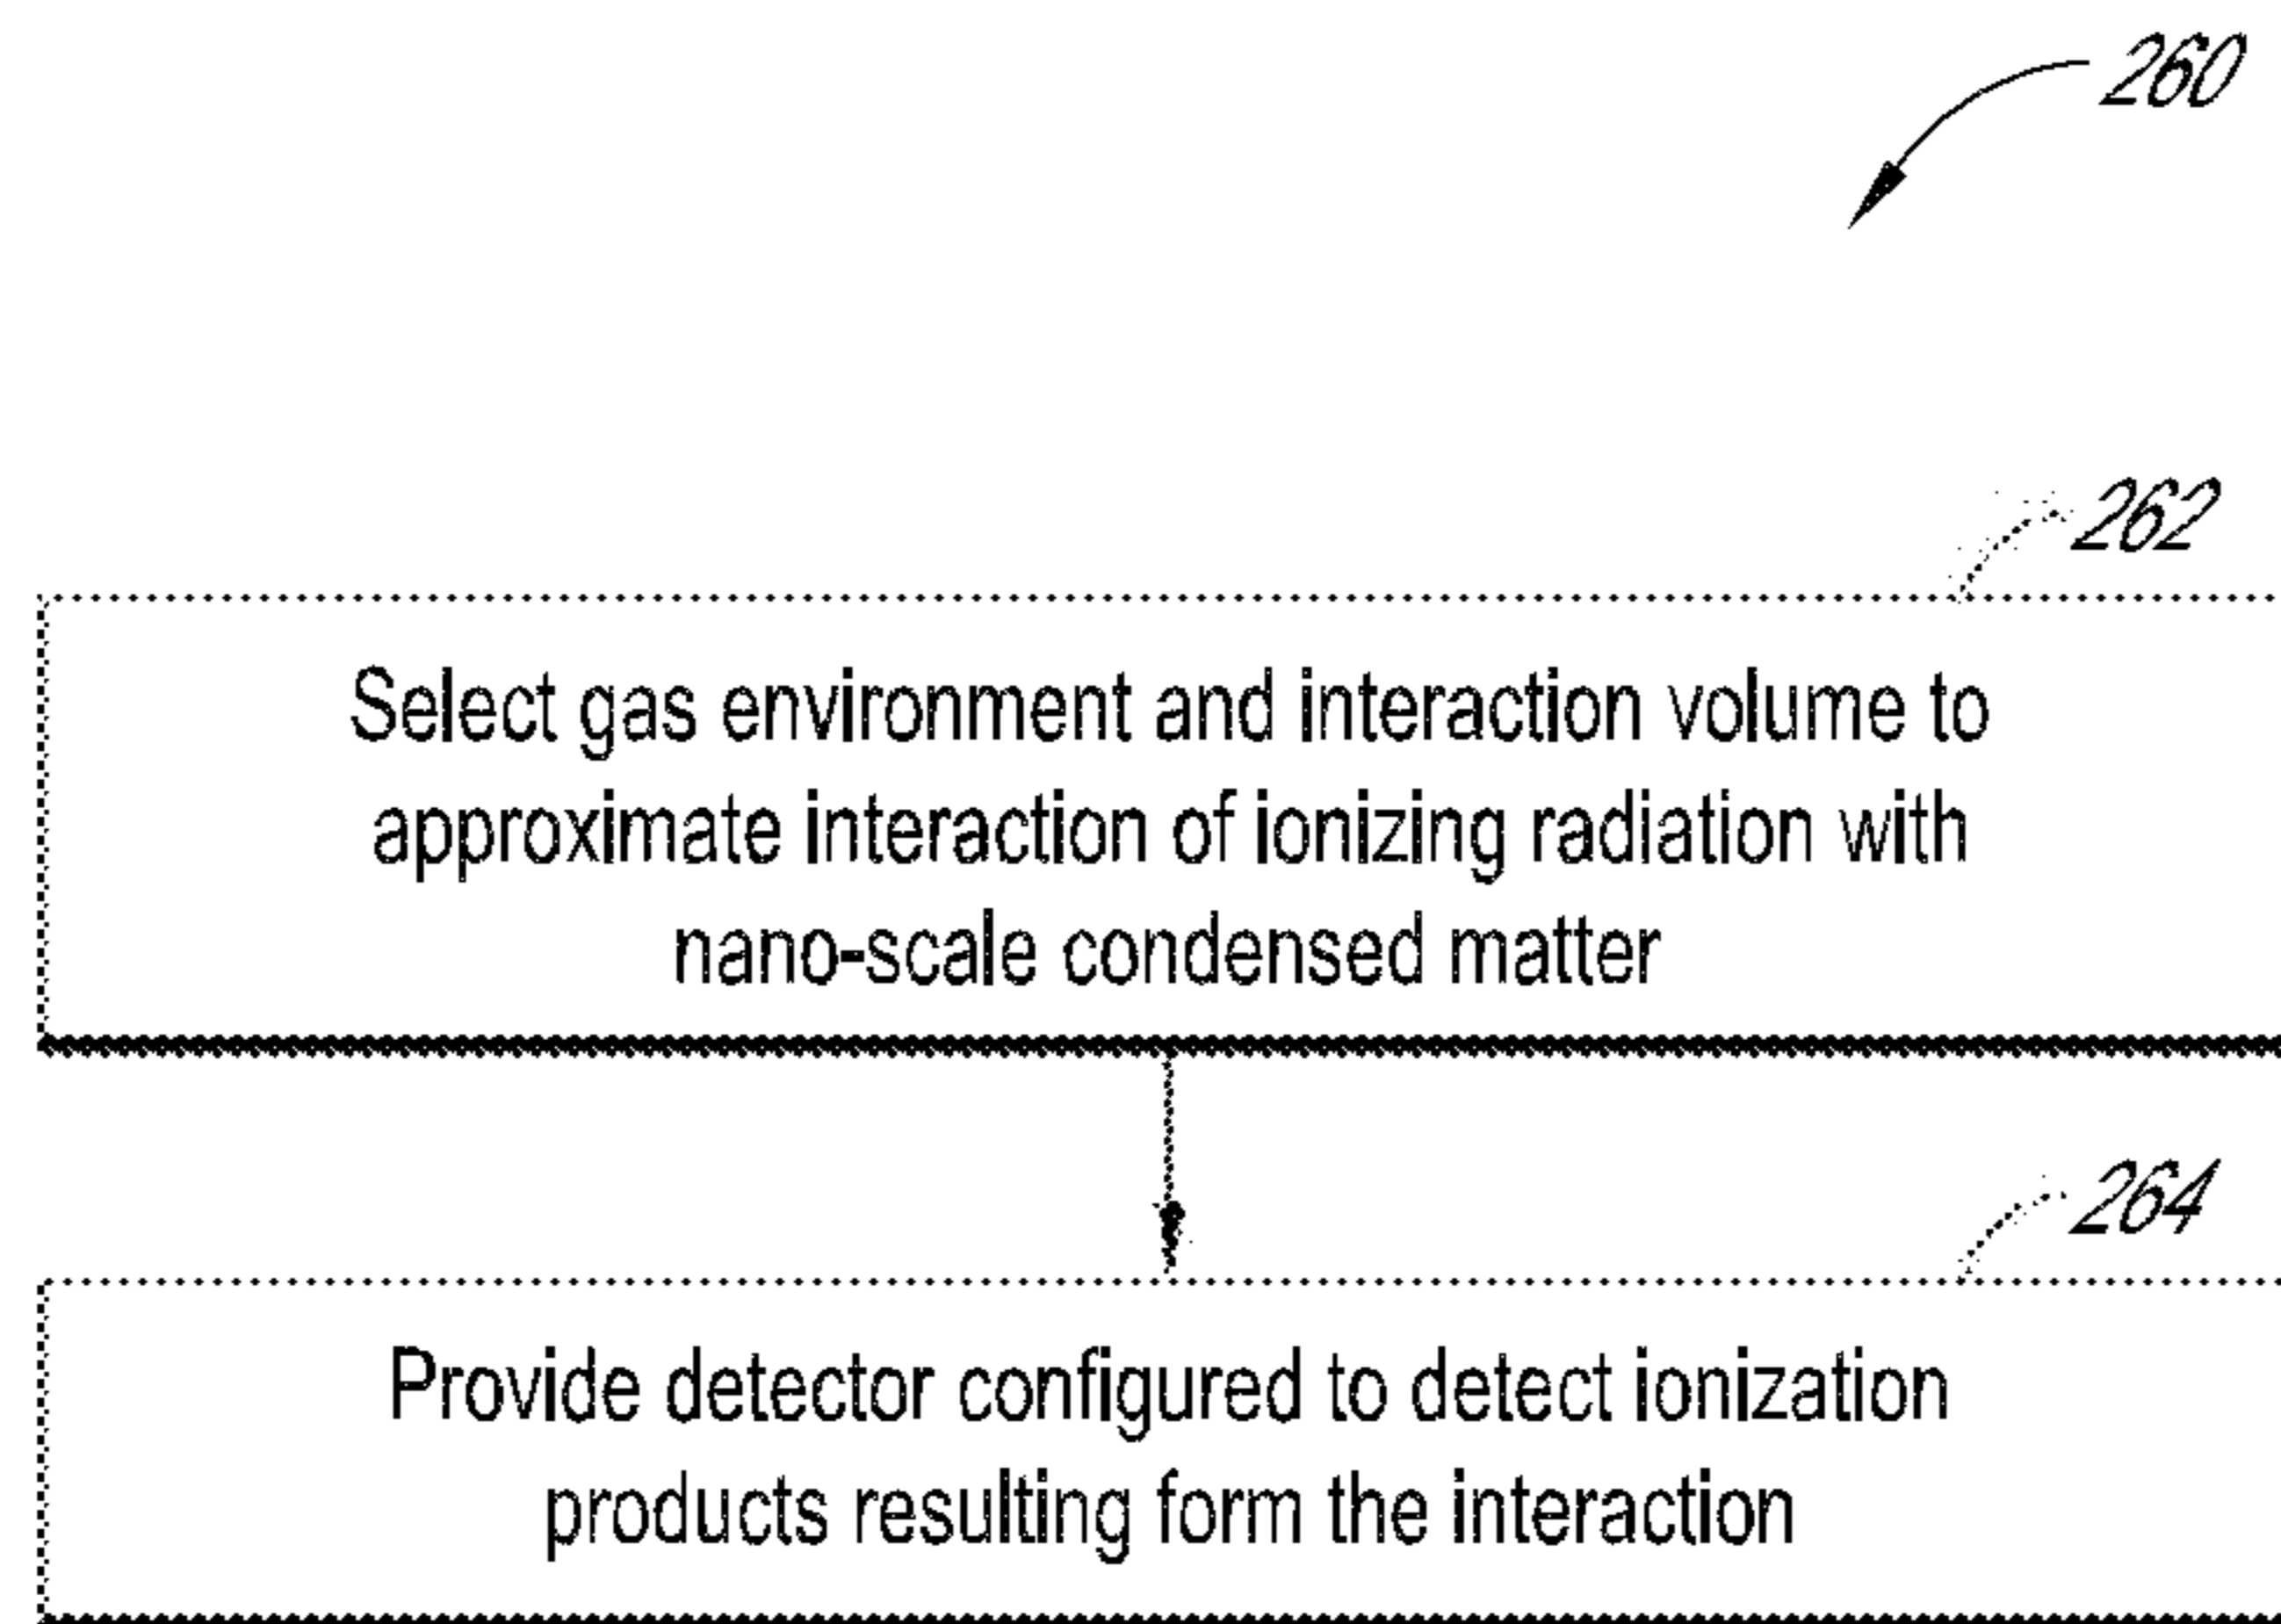 260
262
Select gas environment and interaction volume to
approximate interaction of ionizing radiation with
nano-scale condensed matter
264
Provide detector configured to detect ionization
products resulting form the interaction